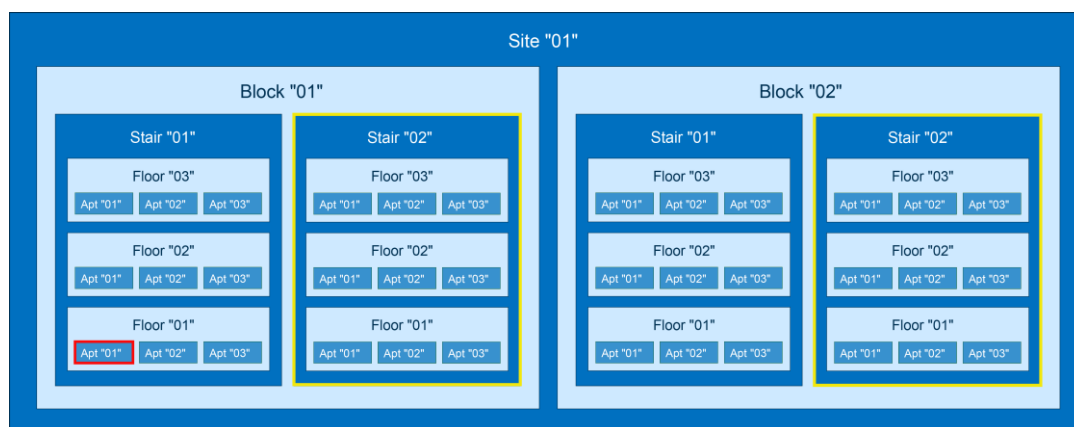 Site "01"
Block "01"
Stair "01"
Floor "03"
Apt "01" Apt "02" Apt "03"
Floor "02"
Apt "01" Apt "02" Apt "03"
Floor "01"
Apt "01" Apt "02" Apt "03"
Stair "02"
Floor "03"
Apt "01" Apt "02" Apt "03"
Floor "02"
Apt "01" Apt "02" Apt "03"
Floor "01"
Apt "01" Apt "02" Apt "03"
Block "02"
Stair "01"
Floor "03"
Apt "01" Apt "02" Apt "03"
Floor "02"
Apt "01" Apt "02" Apt "03"
Floor "01"
Apt "01" Apt "02" Apt "03"
Stair "02"
Floor "03"
Apt "01" Apt "02" Apt "03"
Floor "02"
Apt "01" Apt "02" Apt "03"
Floor "01"
Apt "01" Apt "02" Apt "03"